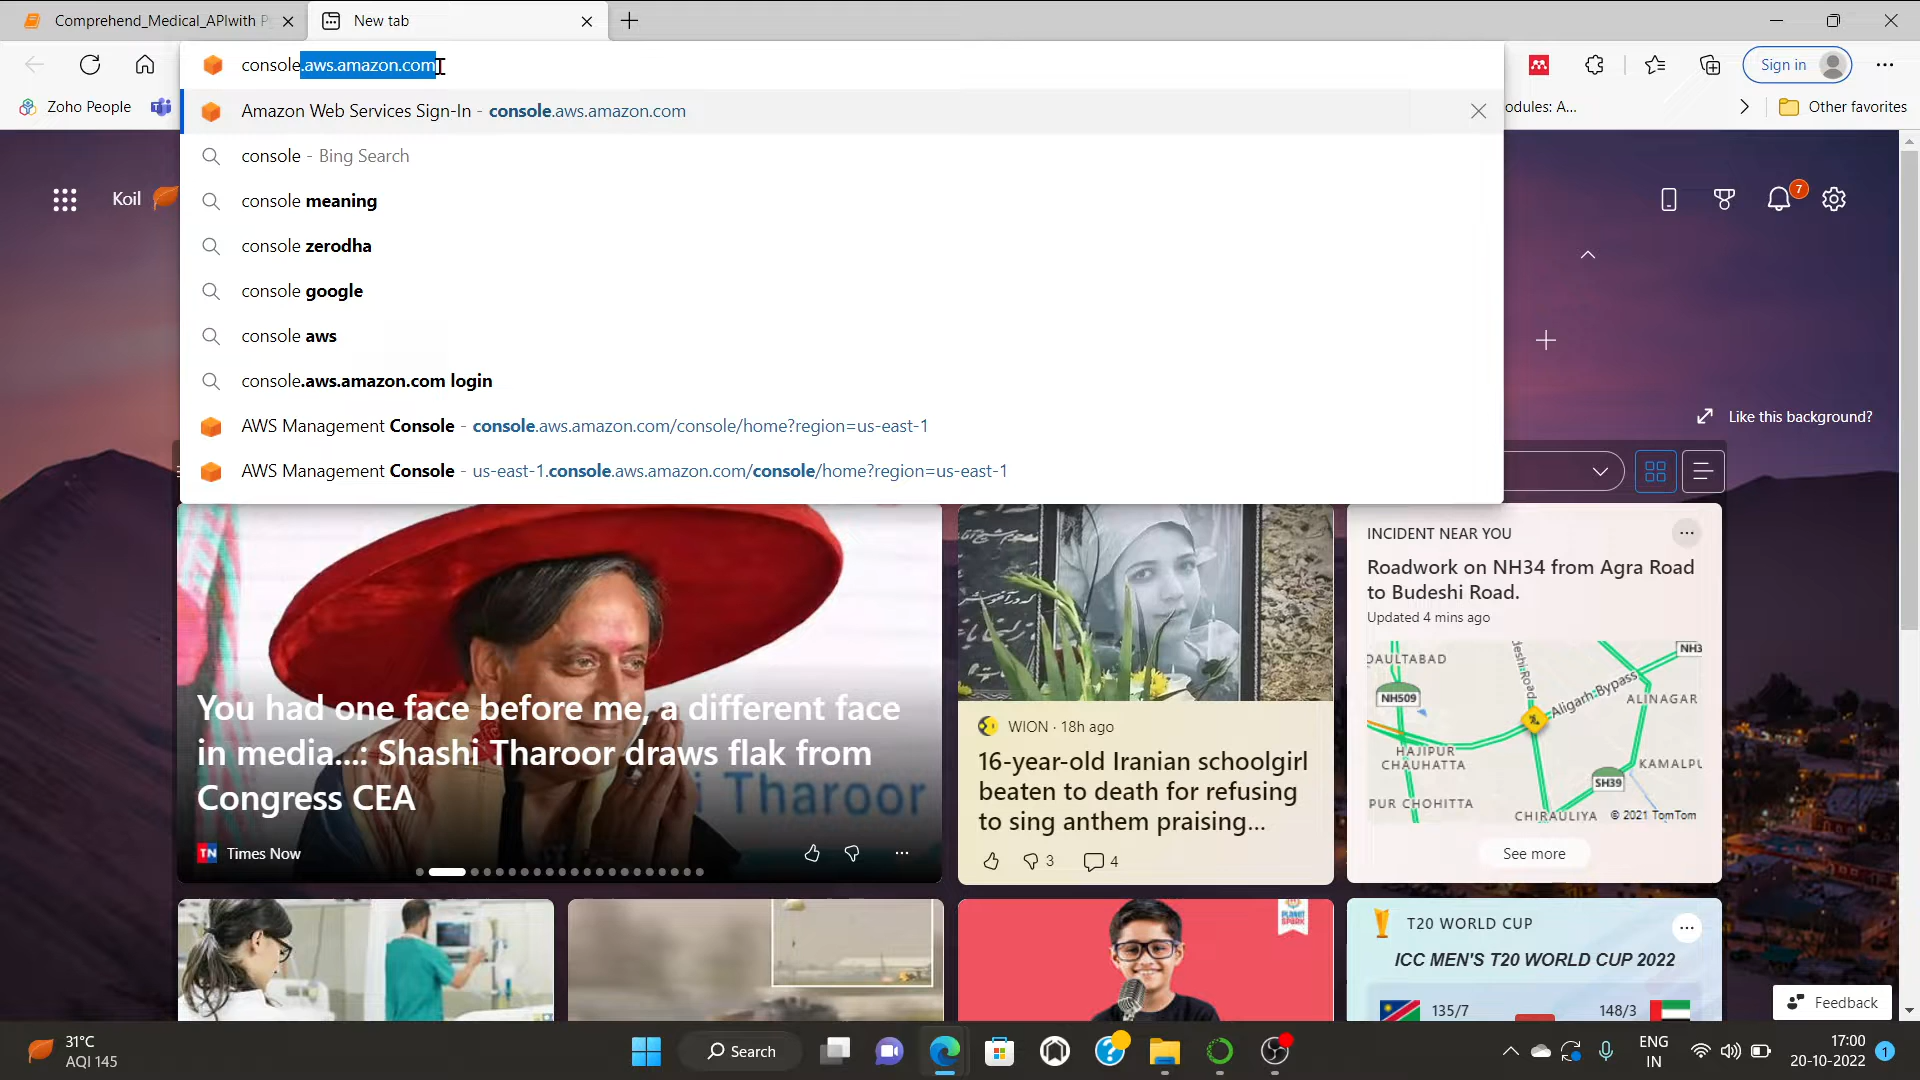 Comprehend_Medical_APIwith P
New tab
console.aws.amazon.com
Sign in
Zoho People
odules: A...
Other favorites
Amazon Web Services Sign-In - console.aws.amazon.com
console - Bing Search
console meaning
console zerodha
console google
console aws
console.aws.amazon.com login
AWS Management Console - console.aws.amazon.com/console/home?region=us-east-1
AWS Management Console - us-east-1.console.aws.amazon.com/console/home?region=us-east-1
Koil
7
Like this background?
You had one face before me, a different face
in media...: Shashi Tharoor draws flak from
Congress CEA
TN Times Now
i Tharoor
WION · 18h ago
16-year-old Iranian schoolgirl
beaten to death for refusing
to sing anthem praising...
3
4
INCIDENT NEAR YOU
Roadwork on NH34 from Agra Road
to Budeshi Road.
Updated 4 mins ago
DAULTABAD
deshi Road
NH3
NH509
Aligarh Bypass
ALINAGAR
HAJIPUR
CHAUHATTA
KAMALPU
SH39
PUR CHOHITTA
CHIRAULIYA
© 2021 TomTom
See more
PLANET
SPARK
T20 WORLD CUP
ICC MEN'S T20 WORLD CUP 2022
135/7
148/3
Feedback
31°C
AQI 145
Search
ENG
IN
17:00
20-10-2022
1